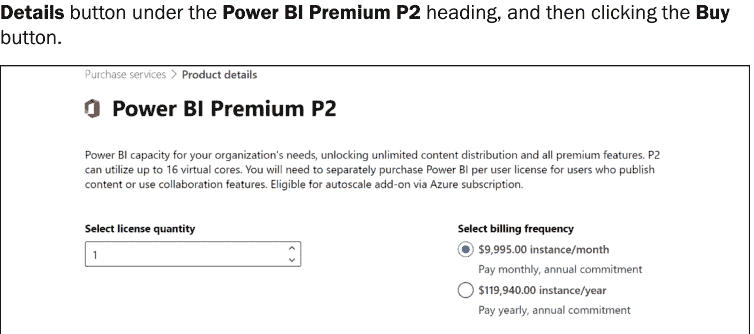 Details button under the Power BI Premium P2 heading, and then clicking the Buy
button.
Purchase services > Product details
Power BI Premium P2
Power BI capacity for your organization's needs, unlocking unlimited content distribution and all premium features. P2
can utilize up to 16 virtual cores. You will need to separately purchase Power BI per user license for users who publish
content or use collaboration features. Eligible for autoscale add-on via Azure subscription.
Select license quantity
1
Select billing frequency
$9,995.00 instance/month
Pay monthly, annual commitment
$119,940.00 instance/year
Pay yearly, annual commitment